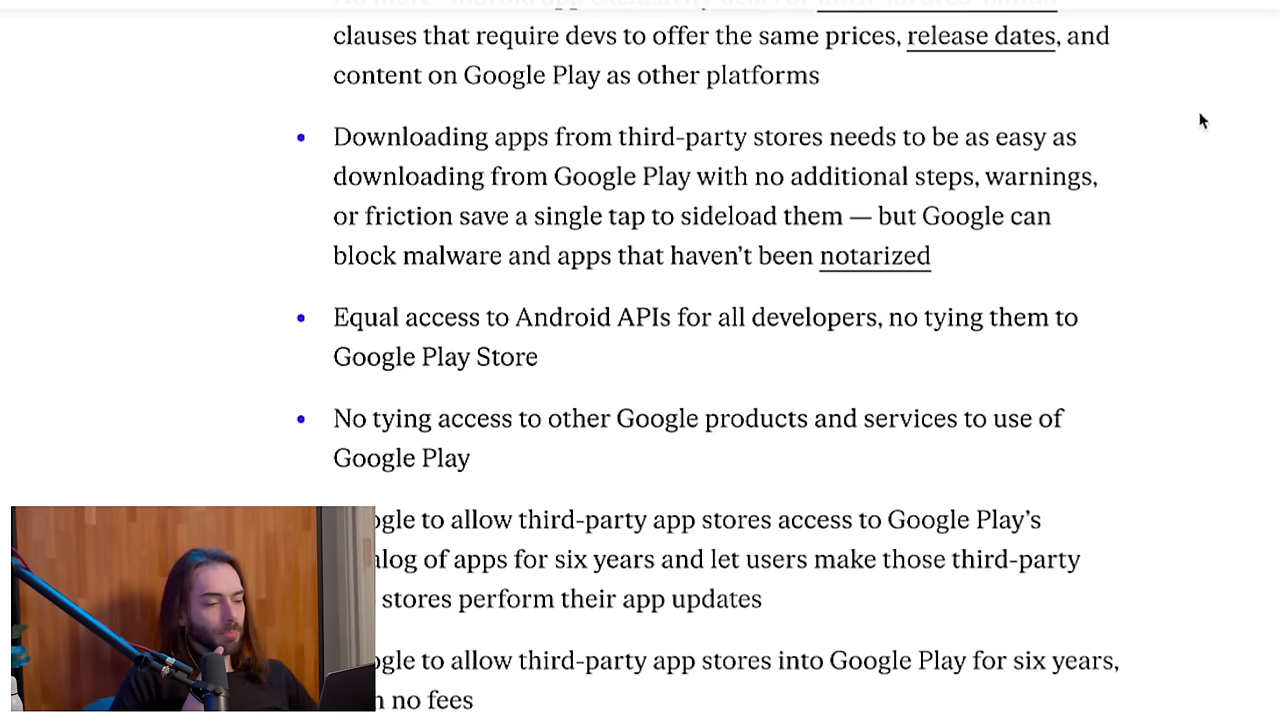 clauses that require devs to offer the same prices, release dates, and
content on Google Play as other platforms
• Downloading apps from third-party stores needs to be as easy as
downloading from Google Play with no additional steps, warnings,
or friction save a single tap to sideload them — but Google can
block malware and apps that haven’t been notarized
• Equal access to Android APIs for all developers, no tying them to
Google Play Store
• No tying access to other Google products and services to use of
Google Play
ogle to allow third-party app stores access to Google Play’s
alog of apps for six years and let users make those third-party
stores perform their app updates
ogle to allow third-party app stores into Google Play for six years,
no fees